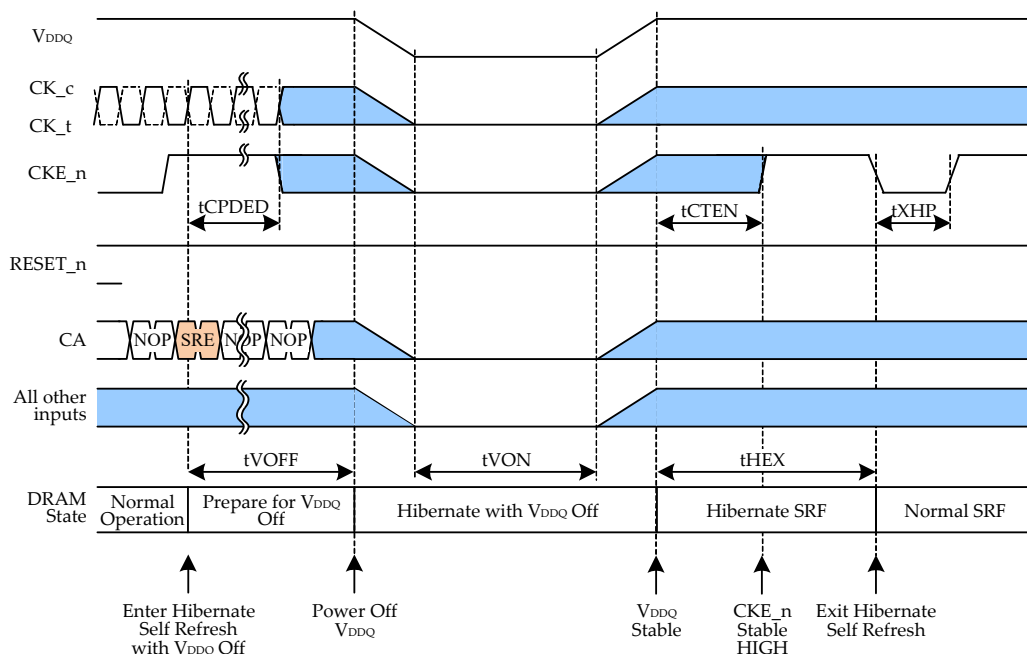 VDDQ
CK_c
CK_t
CKE_n
tCPDED
tCTEN
tXHP
RESET_n
CA
NOP
SRE
NOP
NOP
All other
inputs
tVOFF
tVON
tHEX
DRAM
State
Normal
Operation
Prepare for VDDQ
Off
Hibernate with VDDQ Off
Hibernate SRF
Normal SRF
Enter Hibernate
Self Refresh
with VDDQ Off
Power Off
VDDQ
VDDQ
Stable
CKE_n
Stable
HIGH
Exit Hibernate
Self Refresh